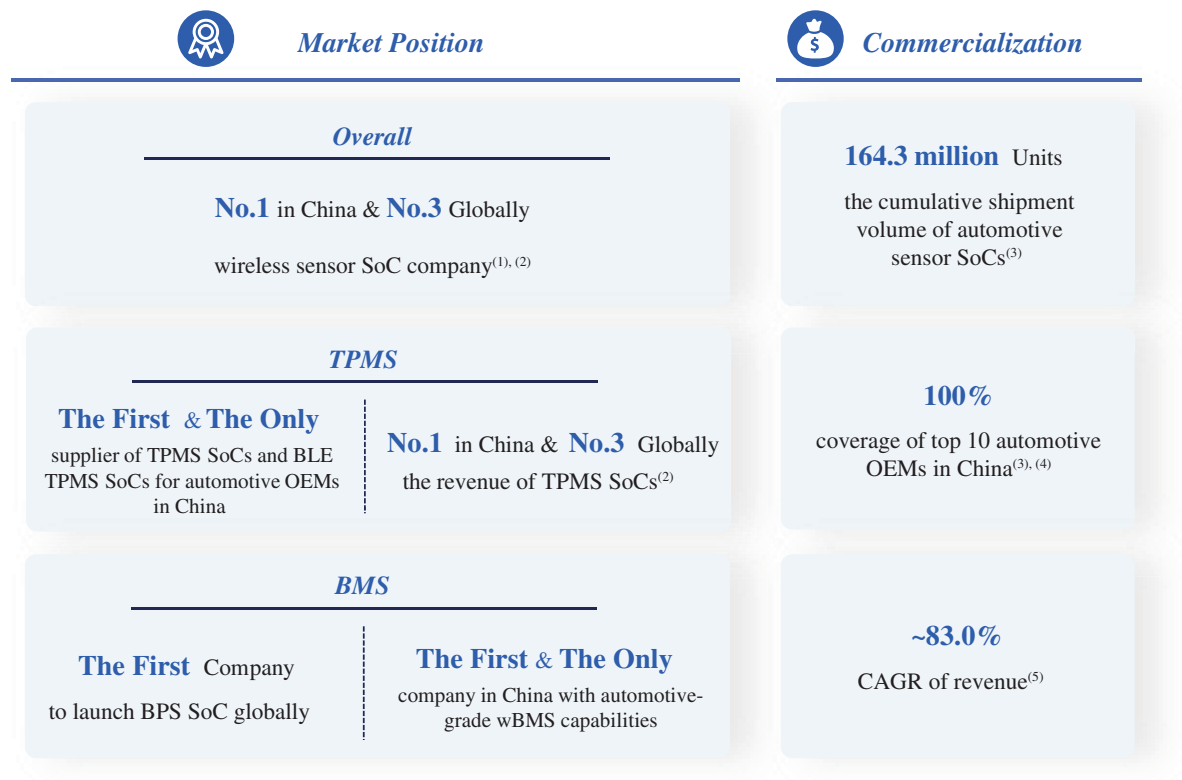 Market Position
Overall
No.1 in China & No.3 Globally
wireless sensor SoC company(1), (2)
TPMS
The First & The Only
supplier of TPMS SoCs and BLE
TPMS SoCs for automotive OEMs
in China
No.1 in China & No.3 Globally
the revenue of TPMS SoCs(2)
BMS
The First Company
to launch BPS SoC globally
The First & The Only
company in China with automotive-
grade wBMS capabilities
$
Commercialization
164.3 million Units
the cumulative shipment
volume of automotive
sensor SoCs(3)
100%
coverage of top 10 automotive
OEMs in China(3), (4)
~83.0%
CAGR of revenue(5)